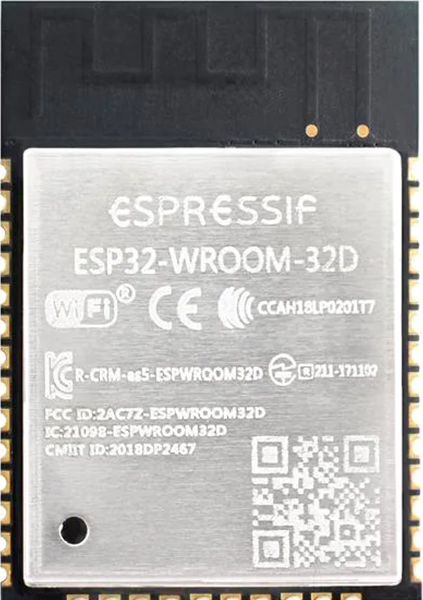 ESPRESSIF
ESP32-WROOM-32D
WiFi® CE CCAH18LP0201T7
R-CRM-es5-ESPWROOM32D R 211-171102
FCC ID:2AC7Z-ESPWROOM32D
IC:21098-ESPWROOM32D
CMIIT ID:2018DP2467